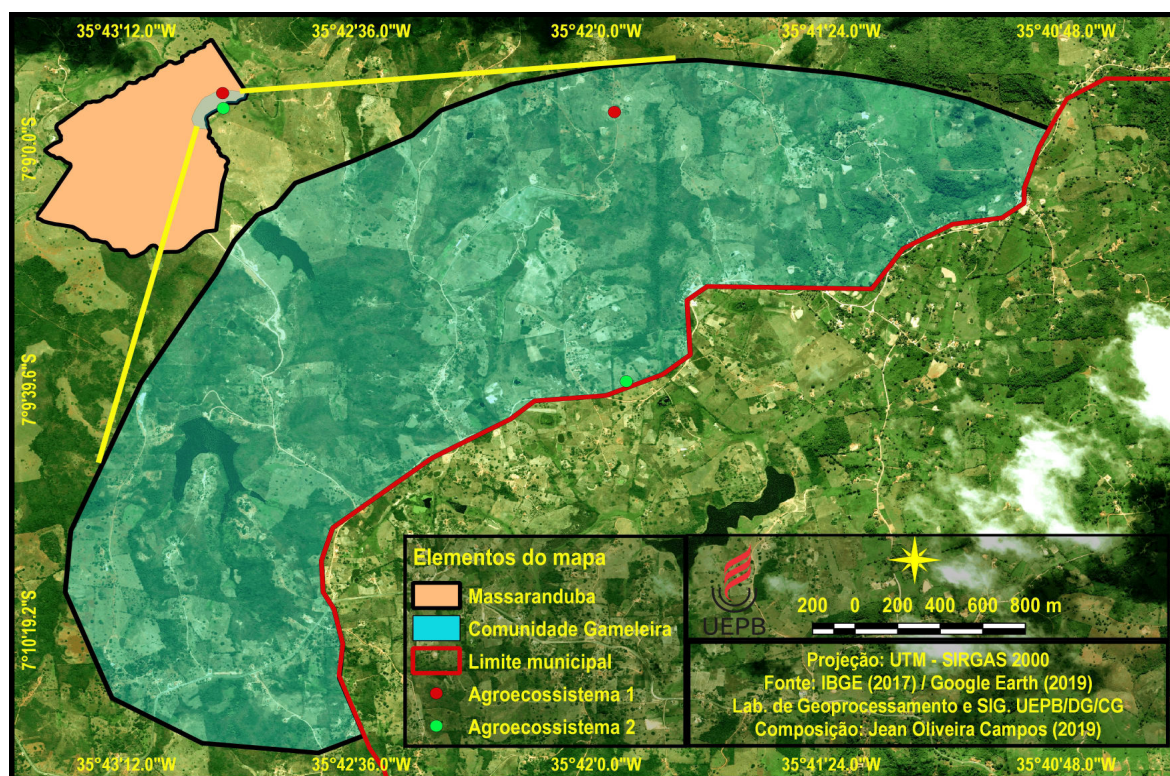 35°43'12.0"W 35°42'36.0"W 35°42'0.0"W 35°41'24.0"W 35°40'48.0"W
7°9'0.0"S
7°9'39.6"S
7°10'19.2"S
Elementos do mapa
Massaranduba
Comunidade Gameleira
Limite municipal
Agroecossistema 1
Agroecossistema 2
UEPB
200 0 200 400 600 800 m
Projeção: UTM - SIRGAS 2000
Fonte: IBGE (2017) / Google Earth (2019)
Lab. de Geoprocessamento e SIG. UEPB/DG/CG
Composição: Jean Oliveira Campos (2019)
35°43'12.0"W 35°42'36.0"W 35°42'0.0"W 35°41'24.0"W 35°40'48.0"W